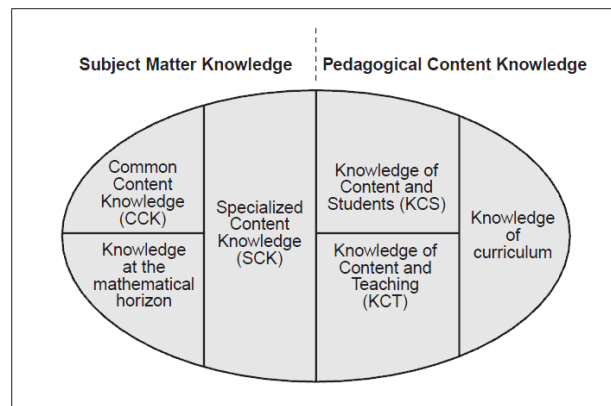 Subject Matter Knowledge
Pedagogical Content Knowledge
Common
Content
Knowledge
(CCK)
Knowledge
at the
mathematical
horizon
Specialized
Content
Knowledge
(SCK)
Knowledge of
Content and
Students (KCS)
Knowledge of
Content and
Teaching
(KCT)
Knowledge
of
curriculum